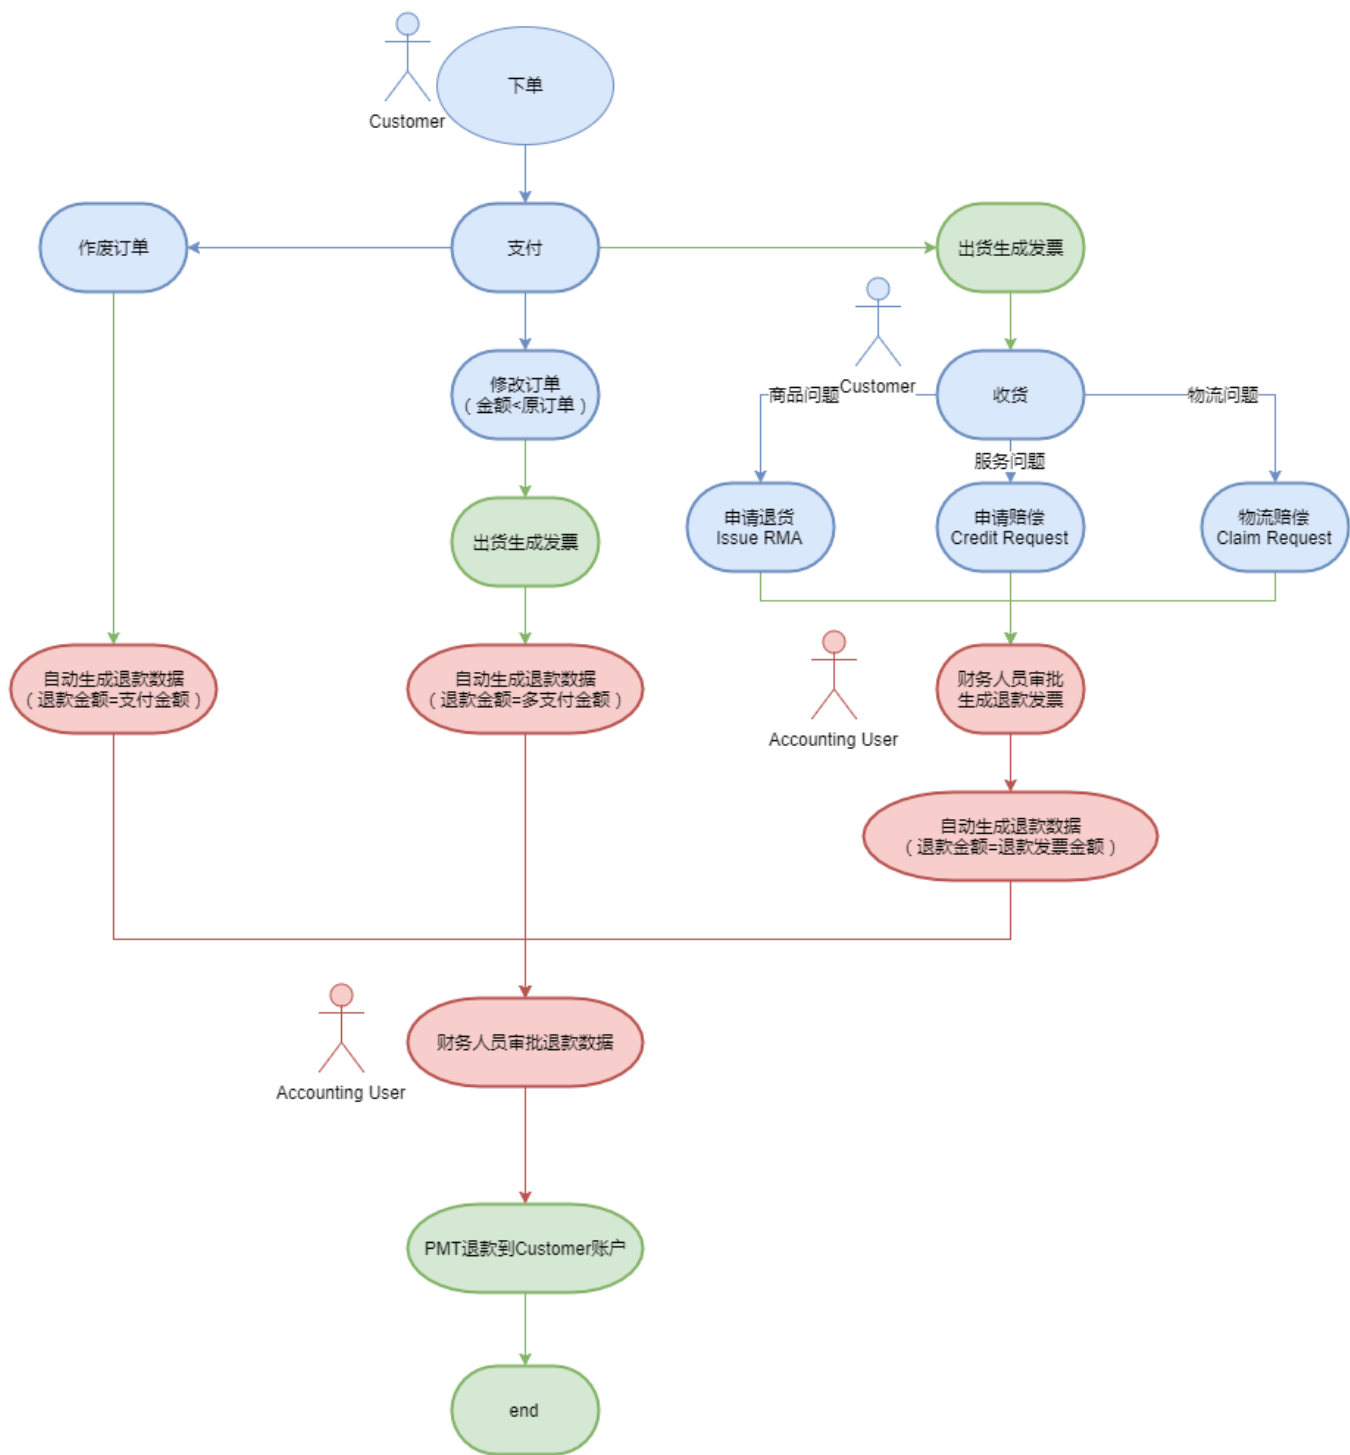 下单
Customer
作废订单
支付
出货生成发票
修改订单
（金额<原订单）
Customer
商品问题
收货
物流问题
服务问题
出货生成发票
申请退货
Issue RMA
申请赔偿
Credit Request
物流赔偿
Claim Request
自动生成退款数据
（退款金额=支付金额）
自动生成退款数据
（退款金额=多支付金额）
Accounting User
财务人员审批
生成退款发票
自动生成退款数据
（退款金额=退款发票金额）
Accounting User
财务人员审批退款数据
PMT退款到Customer账户
end